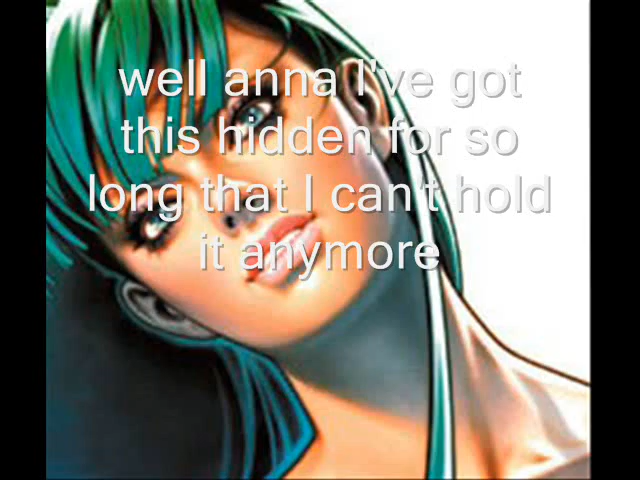 well anna I've got
this hidden for so
long that I can't hold
it anymore